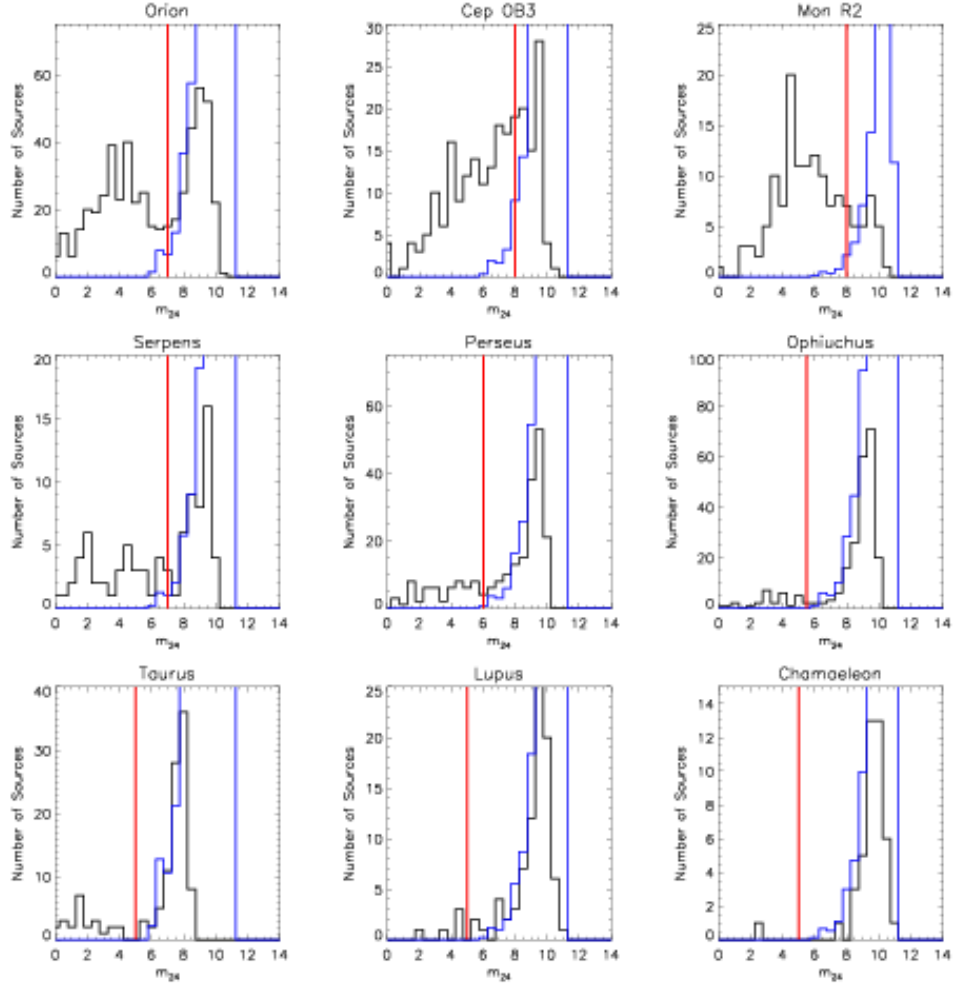 Orion Cep OB3 Mon R2
Number of Sources
60
40
20
0
0 2 4 6 8 10 12 14
m24
Number of Sources
30
25
20
15
10
5
0
0 2 4 6 8 10 12 14
m24
Number of Sources
25
20
15
10
5
0
0 2 4 6 8 10 12 14
m24
Serpens Perseus Ophiuchus
Number of Sources
20
15
10
5
0
0 2 4 6 8 10 12 14
m24
Number of Sources
60
40
20
0
0 2 4 6 8 10 12 14
m24
Number of Sources
100
80
60
40
20
0
0 2 4 6 8 10 12 14
m24
Taurus Lupus Chamaeleon
Number of Sources
40
30
20
10
0
0 2 4 6 8 10 12 14
m24
Number of Sources
25
20
15
10
5
0
0 2 4 6 8 10 12 14
m24
Number of Sources
14
12
10
8
6
4
2
0
0 2 4 6 8 10 12 14
m24